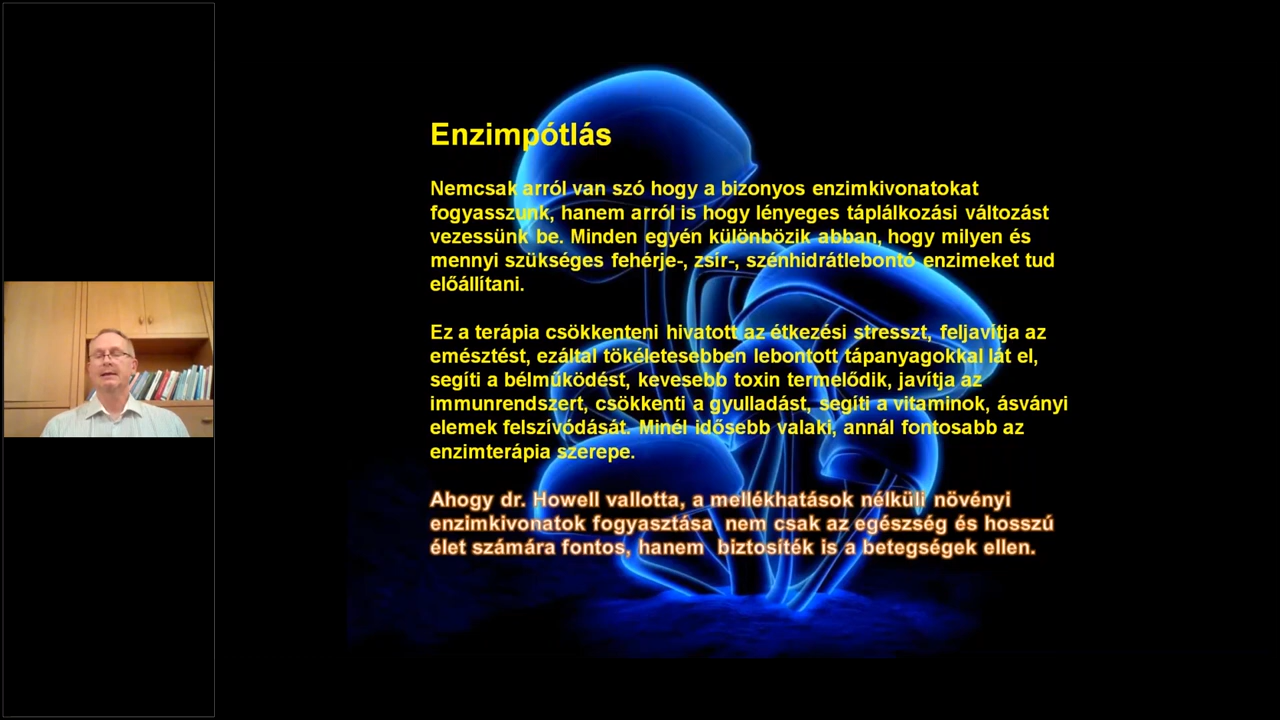 Enzimpótlás
Nemcsak arról van szó hogy a bizonyos enzimkivonatokat
fogyasszunk, hanem arról is hogy lényeges táplálkozási változást
vezessünk be. Minden egyén különbözik abban, hogy milyen és
mennyi szükséges fehérje-, zsír-, szénhidrátlebontó enzimeket tud
előállítani.
Ez a terápia csökkenteni hivatott az étkezési stresszt, feljavítja az
emésztést, ezáltal tökéletesebben lebontott tápanyagokkal lát el,
segíti a bélműködést, kevesebb toxin termelődik, javítja az
immunrendszert, csökkenti a gyulladást, segíti a vitaminok, ásványi
elemek felszívódását. Minél idősebb valaki, annál fontosabb az
enzimterápia szerepe.
Ahogy dr. Howell vallotta, a mellékhatások nélküli növényi
enzimkivonatok fogyasztása nem csak az egészség és hosszú
élet számára fontos, hanem biztosíték is a betegségek ellen.